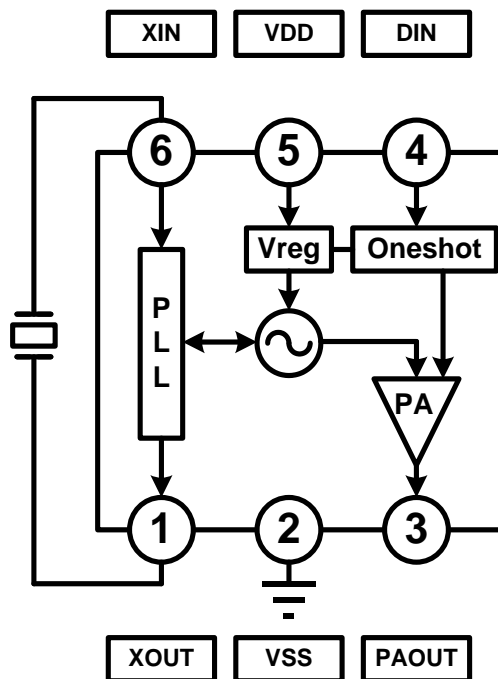 XIN VDD DIN
6 5 4
Vreg Oneshot
P
L
L
PA
1 2 3
XOUT VSS PAOUT